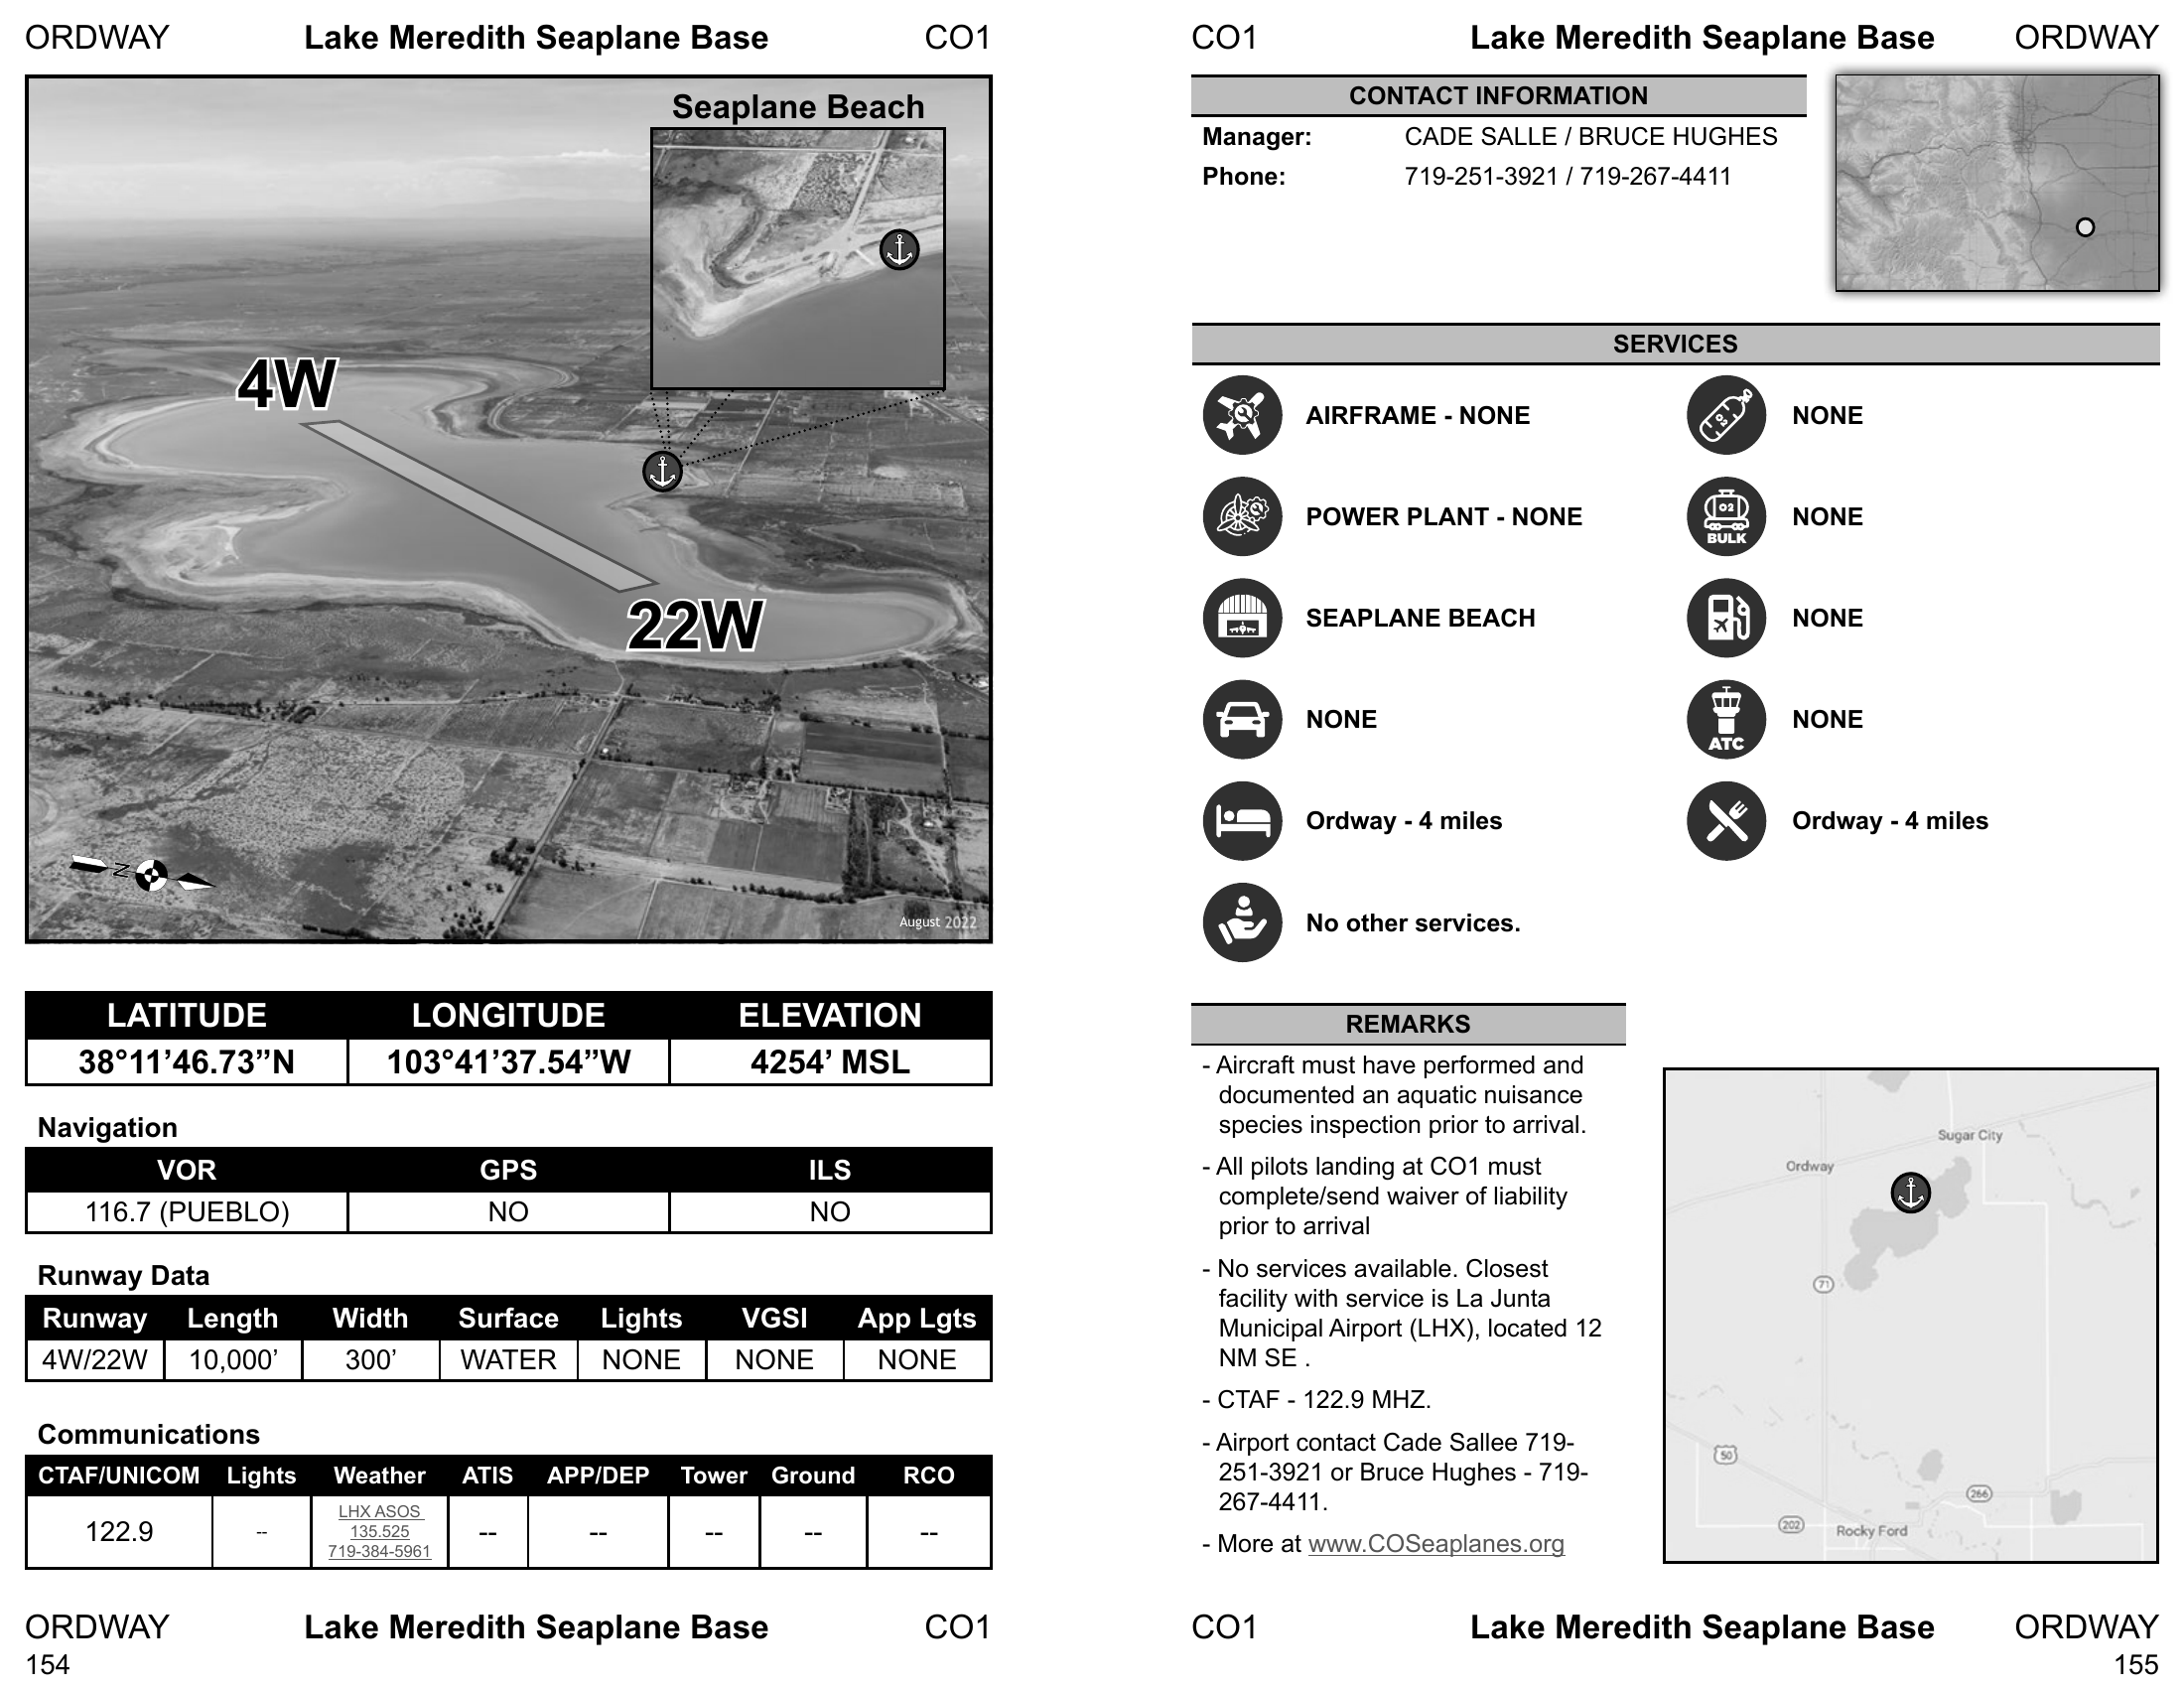 ORDWAY Lake Meredith Seaplane Base CO1
Seaplane Beach
4W
22W
N
August 2022
LATITUDE LONGITUDE ELEVATION
38°11’46.73”N 103°41’37.54”W 4254’ MSL
Navigation
VOR GPS ILS
116.7 (PUEBLO) NO NO
Runway Data
Runway Length Width Surface Lights VGSI App Lgts
4W/22W 10,000’ 300’ WATER NONE NONE NONE
Communications
CTAF/UNICOM Lights Weather ATIS APP/DEP Tower Ground RCO
122.9 -- LHX ASOS -- -- -- -- --
135.525
719-384-5961
ORDWAY Lake Meredith Seaplane Base CO1
154
CO1 Lake Meredith Seaplane Base ORDWAY
CONTACT INFORMATION
Manager: CADE SALLE / BRUCE HUGHES
Phone: 719-251-3921 / 719-267-4411
SERVICES
AIRFRAME - NONE
O2
NONE
POWER PLANT - NONE
O2
BULK
NONE
SEAPLANE BEACH
NONE
NONE
ATC
NONE
Ordway - 4 miles
Ordway - 4 miles
No other services.
REMARKS
- Aircraft must have performed and
documented an aquatic nuisance
species inspection prior to arrival.
- All pilots landing at CO1 must
complete/send waiver of liability
prior to arrival
- No services available. Closest
facility with service is La Junta
Municipal Airport (LHX), located 12
NM SE .
- CTAF - 122.9 MHZ.
- Airport contact Cade Sallee 719-
251-3921 or Bruce Hughes - 719-
267-4411.
- More at www.COSeaplanes.org
Sugar City
Ordway
71
50
266
202
Rocky Ford
CO1 Lake Meredith Seaplane Base ORDWAY
155